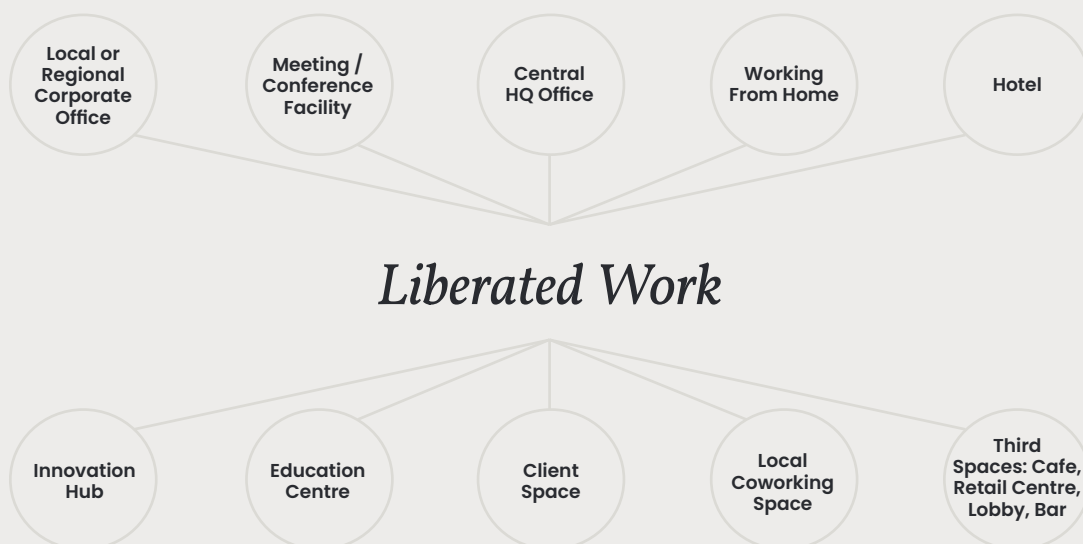 Local or
Regional
Corporate
Office
Meeting /
Conference
Facility
Central
HQ Office
Working
From Home
Hotel
Liberated Work
Innovation
Hub
Education
Centre
Client
Space
Local
Coworking
Space
Third
Spaces: Cafe,
Retail Centre,
Lobby, Bar